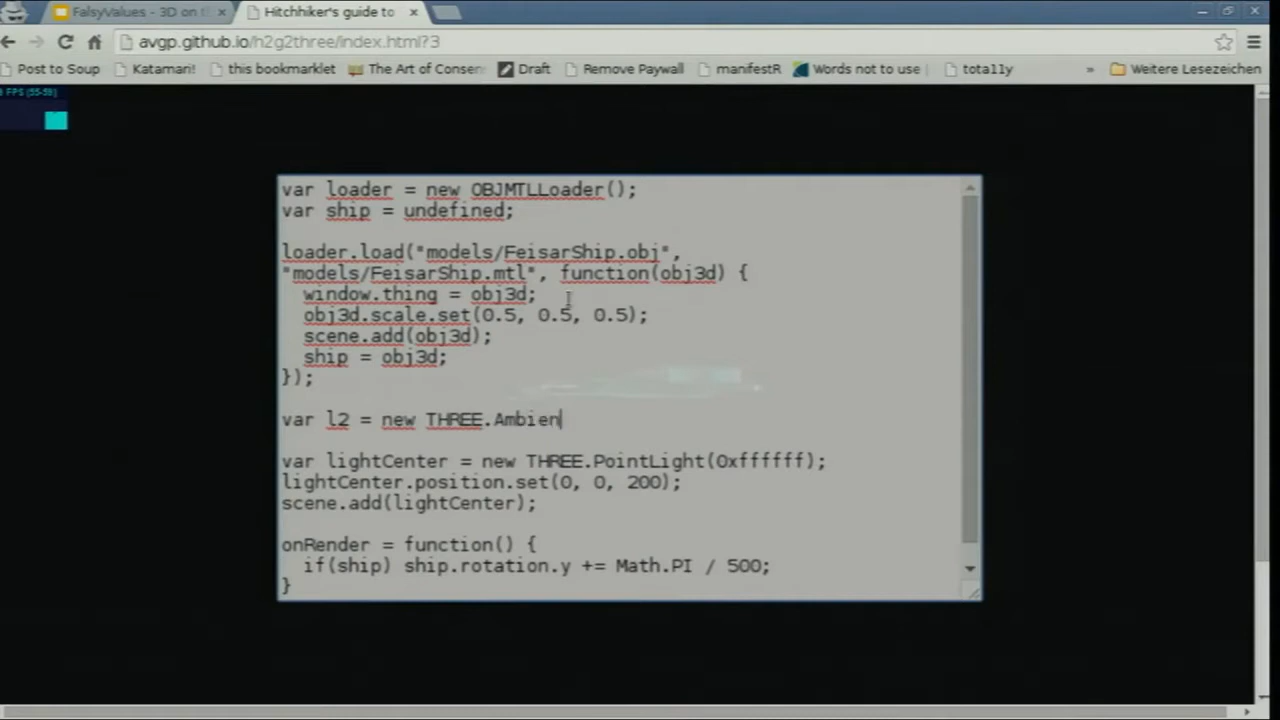 FalsyValues - 3D on t
Hitchhiker's guide to
avgp.github.io/h2g2three/index.html?3
Post to Soup
Katamari!
this bookmarklet
The Art of Conser
Draft
Remove Paywall
manifestR
Words not to use
tota11y
»
Weitere Lesezeichen
FPS (55-59)
var loader = new OBJMTLLoader();
var ship = undefined;
loader.load("models/FeisarShip.obj",
"models/FeisarShip.mtl", function(obj3d) {
window.thing = obj3d;
obj3d.scale.set(0.5, 0.5, 0.5);
scene.add(obj3d);
ship = obj3d;
});
var l2 = new THREE.Ambien
var lightCenter = new THREE.PointLight(0xffffff);
lightCenter.position.set(0, 0, 200);
scene.add(lightCenter);
onRender = function() {
if(ship) ship.rotation.y += Math.PI / 500;
}